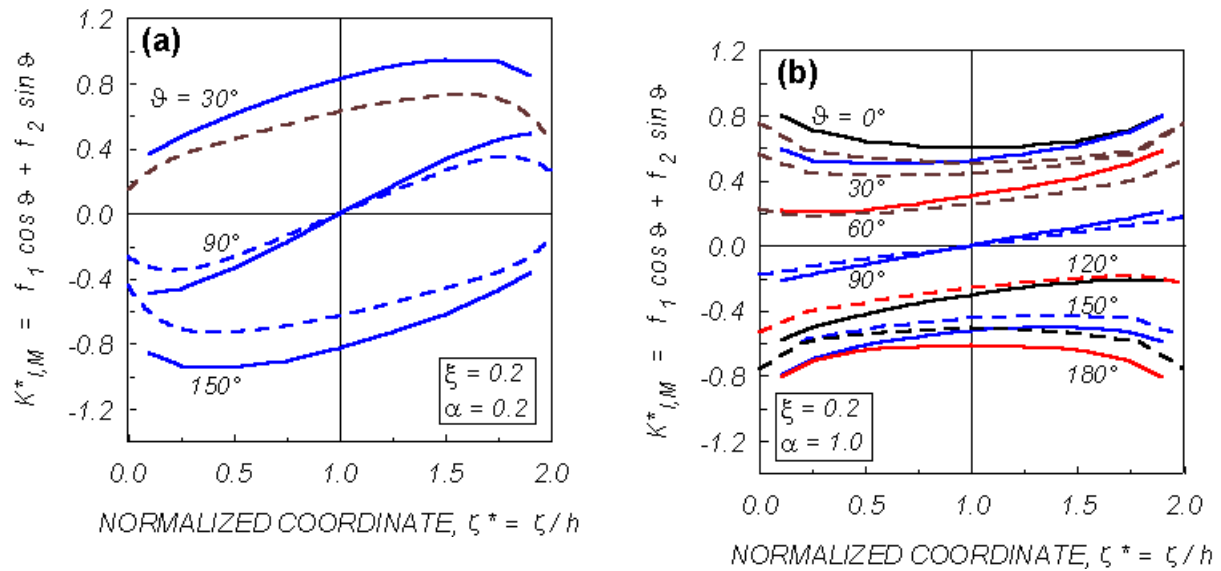 (a)
K*I,M = f1 cos ϑ + f2 sin ϑ
1.2
0.8
0.4
0.0
-0.4
-0.8
-1.2
ϑ = 30°
90°
150°
ξ = 0.2
α = 0.2
0.0 0.5 1.0 1.5 2.0
NORMALIZED COORDINATE, ζ* = ζ/h
(b)
K*I,M = f1 cos ϑ + f2 sin ϑ
1.2
0.8
0.4
0.0
-0.4
-0.8
-1.2
ϑ = 0°
30°
60°
90°
120°
150°
180°
ξ = 0.2
α = 1.0
0.0 0.5 1.0 1.5 2.0
NORMALIZED COORDINATE, ζ* = ζ/h